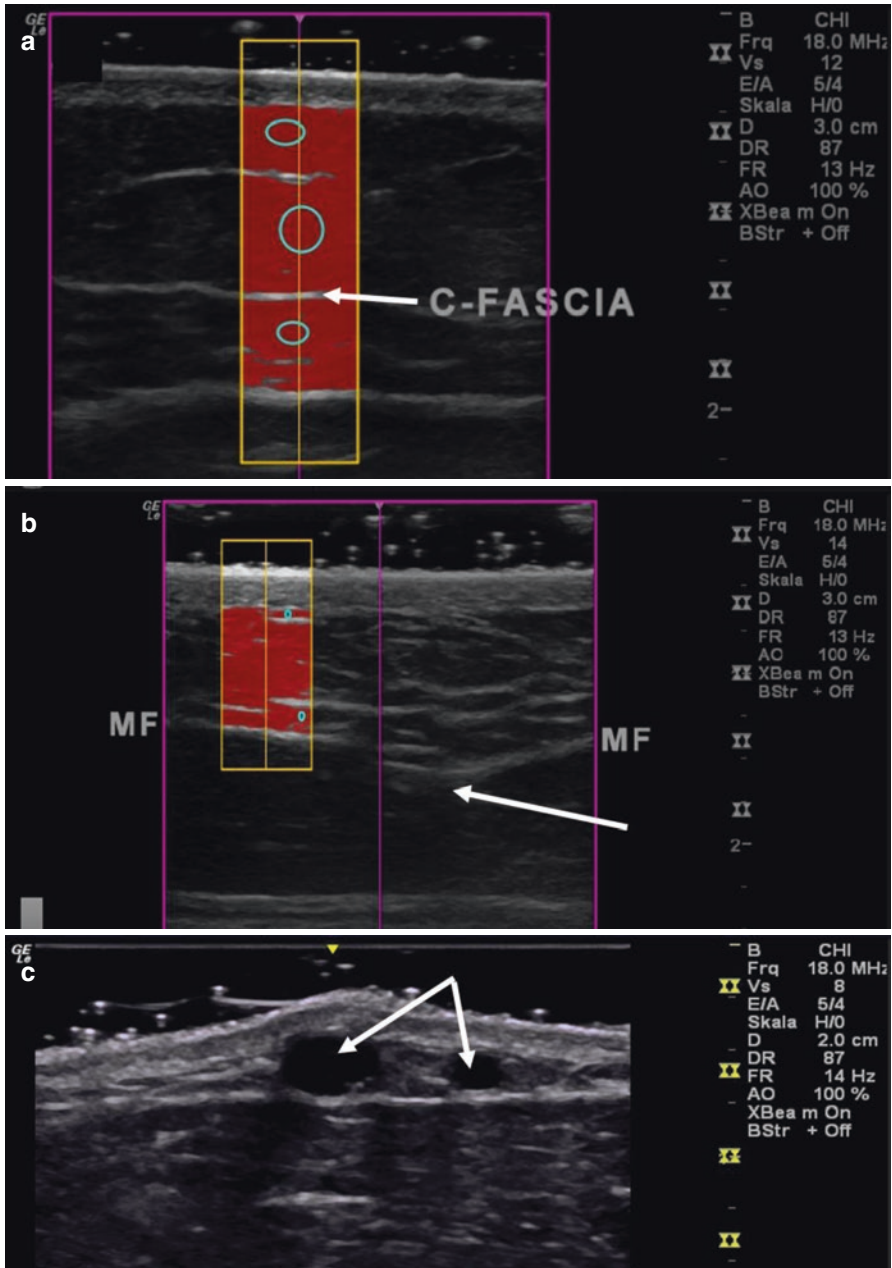 a
GE
Le
B CHI
Frq 18.0 MHz
Vs 12
E/A 5/4
Skala H/0
D 3.0 cm
DR 87
FR 13 Hz
AO 100 %
XBea m On
BStr + Off
C-FASCIA
2-
b
GE
Le
B CHI
Frq 18.0 MHz
Vs 14
E/A 5/4
Skala H/0
D 3.0 cm
DR 87
FR 13 Hz
AO 100 %
XBea m On
BStr + Off
MF MF
2-
c
GE
Le
B CHI
Frq 18.0 MHz
Vs 8
E/A 5/4
Skala H/0
D 2.0 cm
DR 87
FR 14 Hz
AO 100 %
XBea m On
BStr + Off